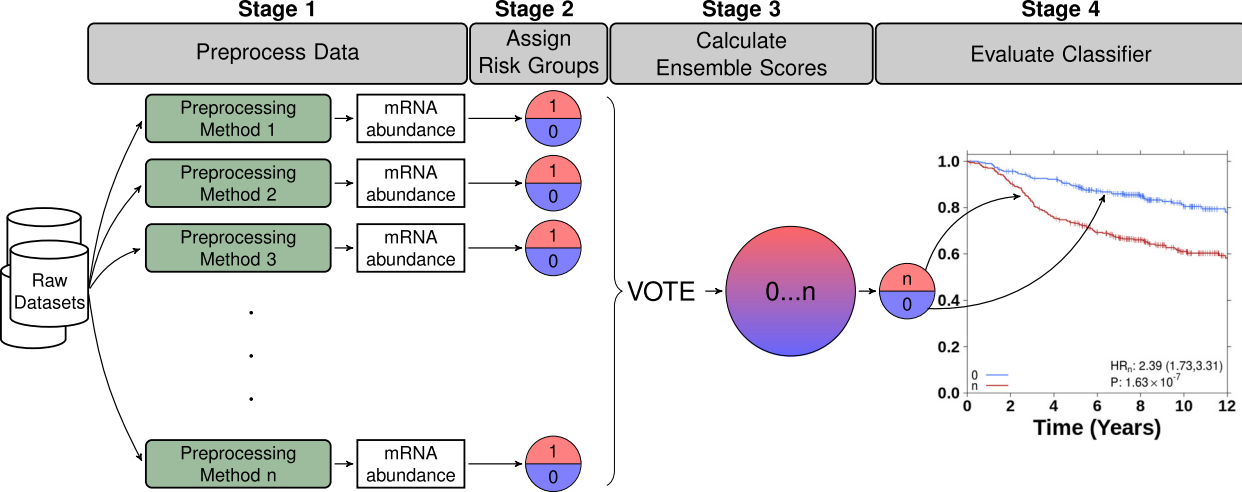 Stage 1
Stage 2
Stage 3
Stage 4
Preprocess Data
Assign
Risk Groups
Calculate
Ensemble Scores
Evaluate Classifier
Raw
Datasets
Preprocessing
Method 1
mRNA
abundance
1
0
Preprocessing
Method 2
mRNA
abundance
1
0
Preprocessing
Method 3
mRNA
abundance
1
0
Preprocessing
Method n
mRNA
abundance
1
0
VOTE
0...n
n
0
1.0
0.8
0.6
0.4
0.2
0.0
0
n
HRn: 2.39 (1.73,3.31)
P: 1.63×10-7
0 2 4 6 8 10 12
Time (Years)